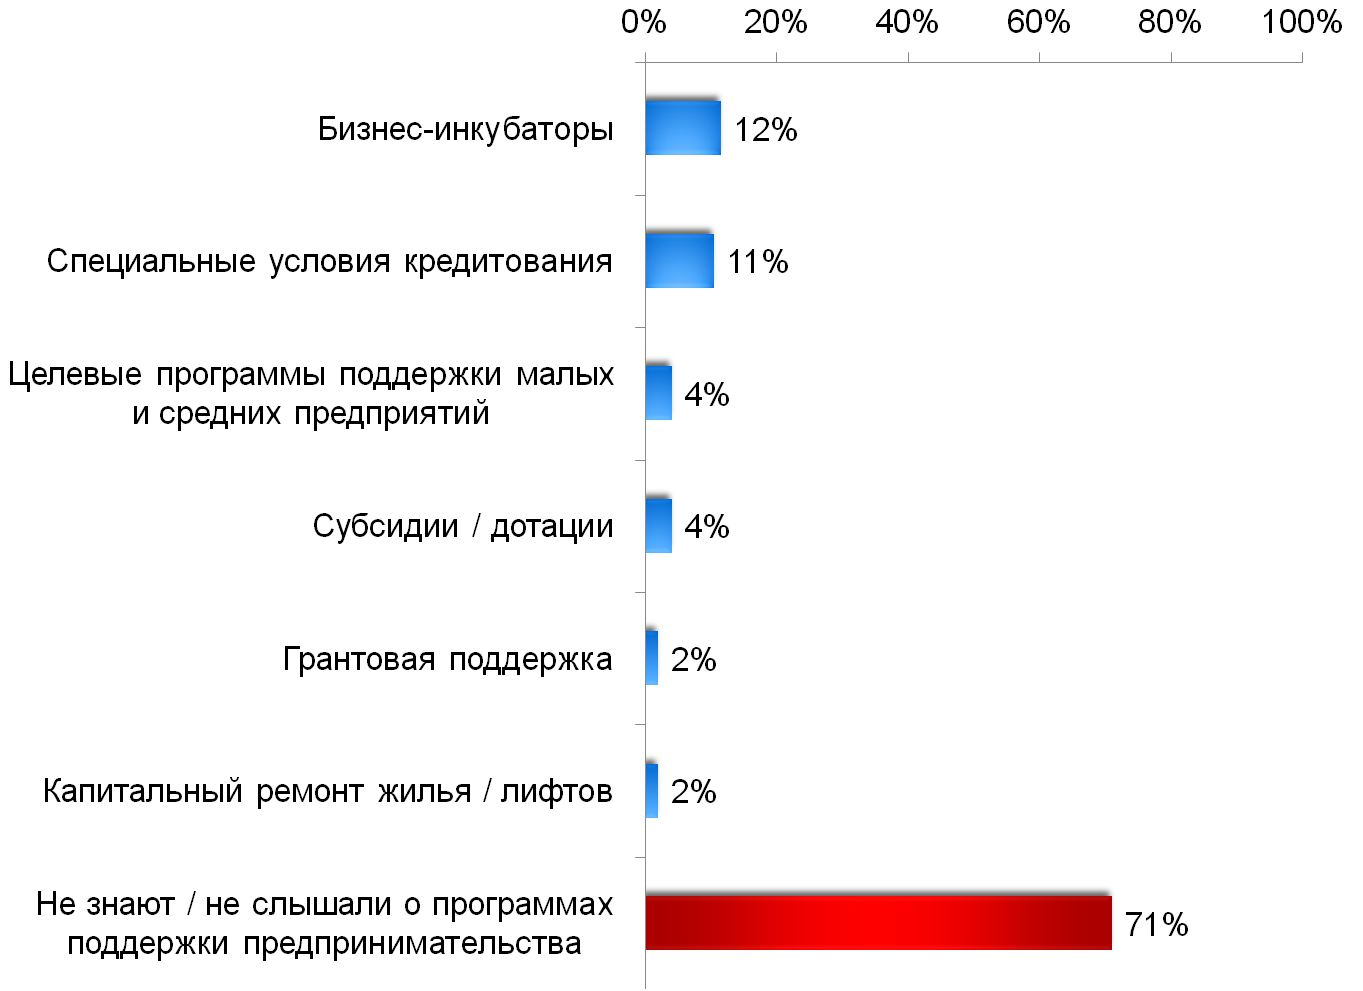 0% 20% 40% 60% 80% 100%
Бизнес-инкубаторы 12%
Специальные условия кредитования 11%
Целевые программы поддержки малых
и средних предприятий 4%
Субсидии / дотации 4%
Грантовая поддержка 2%
Капитальный ремонт жилья / лифтов 2%
Не знают / не слышали о программах
поддержки предпринимательства 71%